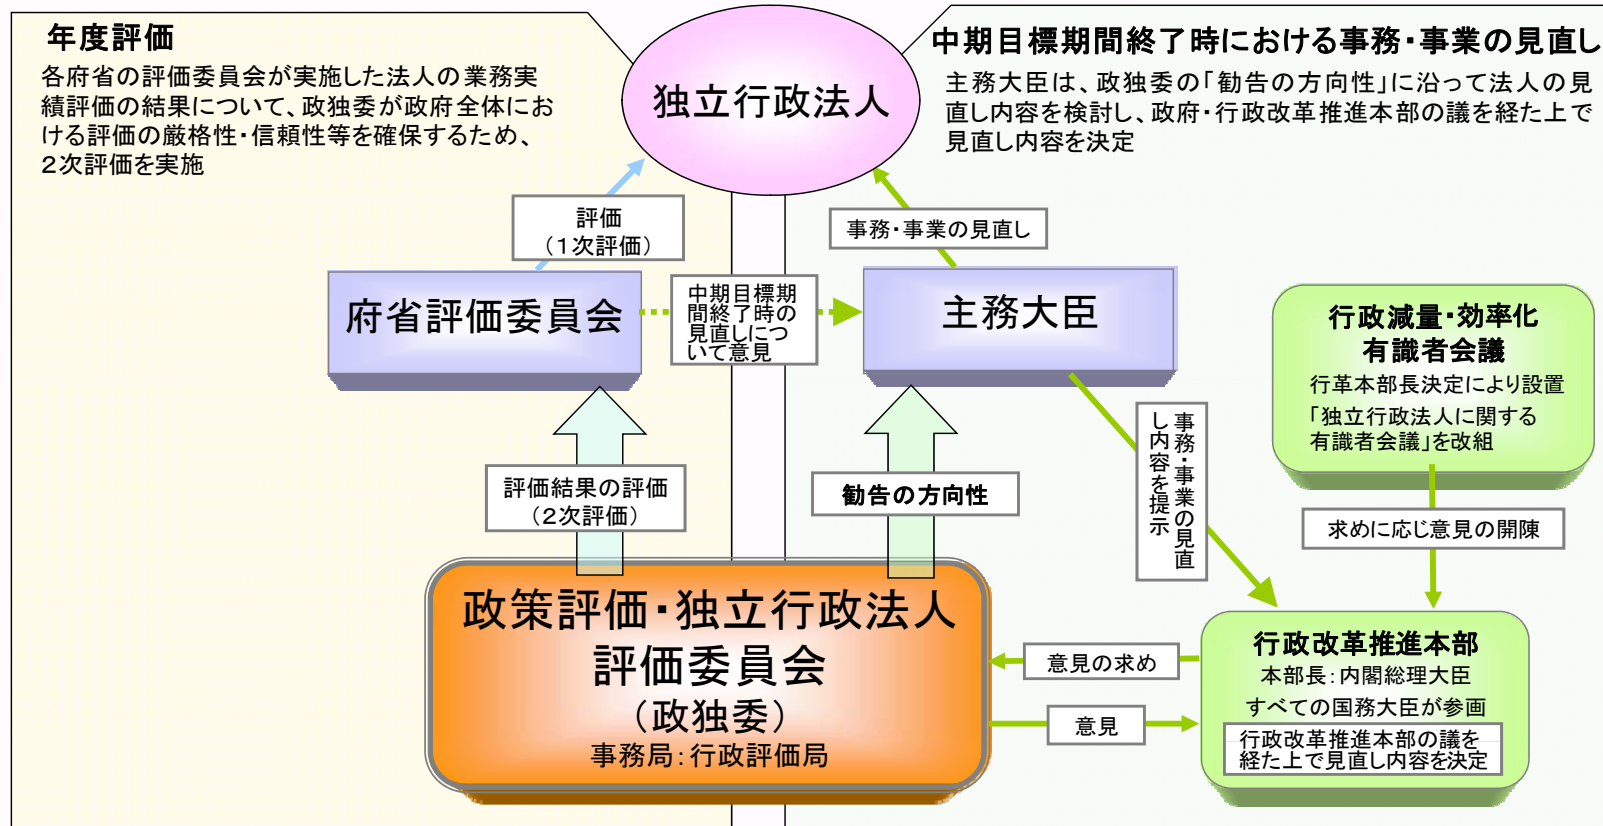 年度評価
各府省の評価委員会が実施した法人の業務実
績評価の結果について、政独委が政府全体にお
ける評価の厳格性・信頼性等を確保するため、
２次評価を実施
独立行政法人
中期目標期間終了時における事務・事業の見直し
主務大臣は、政独委の「勧告の方向性」に沿って法人の見
直し内容を検討し、政府・行政改革推進本部の議を経た上で
見直し内容を決定
評価
（１次評価）
事務・事業の見直し
府省評価委員会
中期目標期
間終了時の
見直しにつ
いて意見
主務大臣
行政減量・効率化
有識者会議
行革本部長決定により設置
「独立行政法人に関する
有識者会議」を改組
事務・事業の見直
し内容を提示
評価結果の評価
（２次評価）
勧告の方向性
求めに応じ意見の開陳
政策評価・独立行政法人
評価委員会
（政独委）
事務局：行政評価局
意見の求め
意見
行政改革推進本部
本部長：内閣総理大臣
すべての国務大臣が参画
行政改革推進本部の議を
経た上で見直し内容を決定